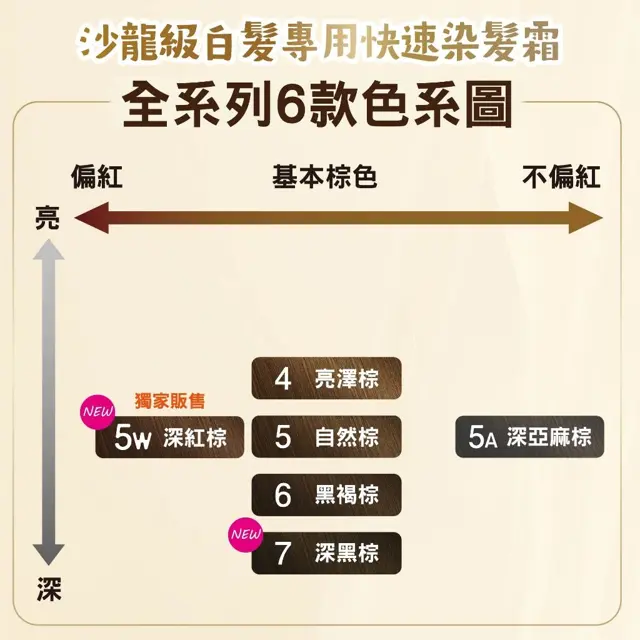 沙龍級白髮專用快速染髮霜
全系列6款色系圖
偏紅 基本棕色 不偏紅
亮
4 亮澤棕
獨家販售
NEW
5W 深紅棕 5 自然棕 5A 深亞麻棕
6 黑褐棕
NEW
7 深黑棕
深